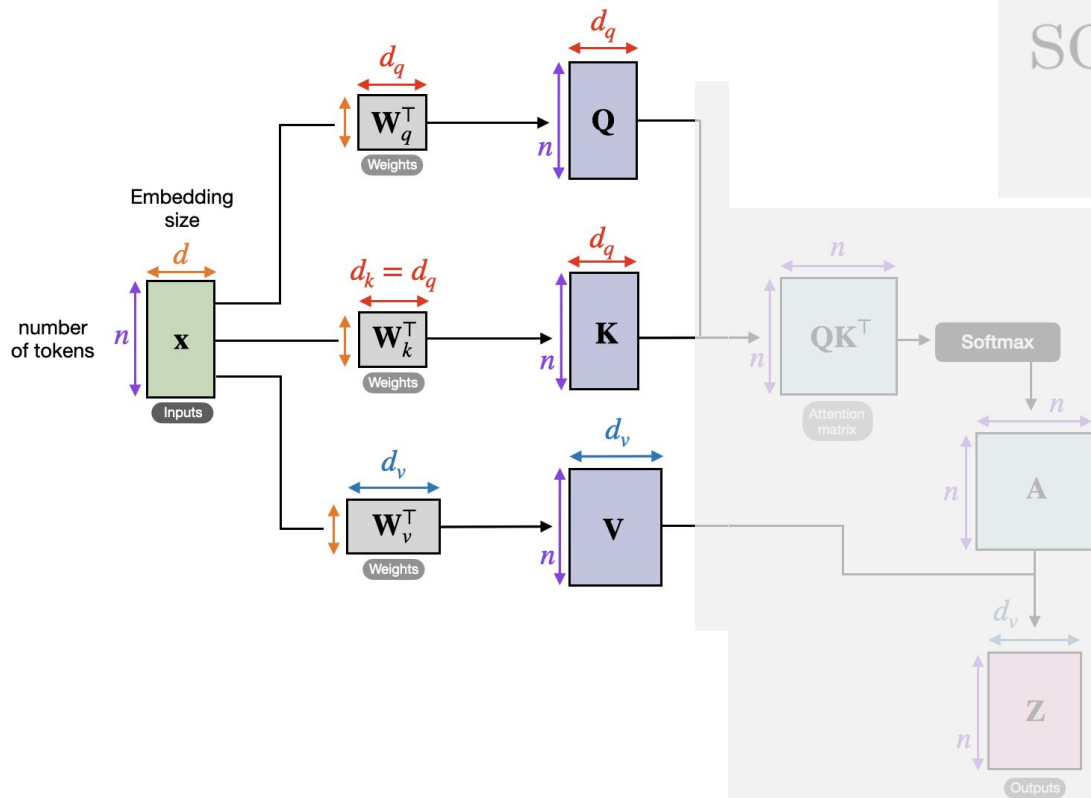 SC
d_q
d_q
W_q^⊤
Q
n
Weights
Embedding
size
d
d_k = d_q
d_q
n
number
of tokens
n
x
W_k^⊤
K
n
QK^⊤
n
Softmax
Inputs
Weights
Attention
matrix
d_v
d_v
n
W_v^⊤
V
n
A
n
Weights
d_v
Z
n
Outputs